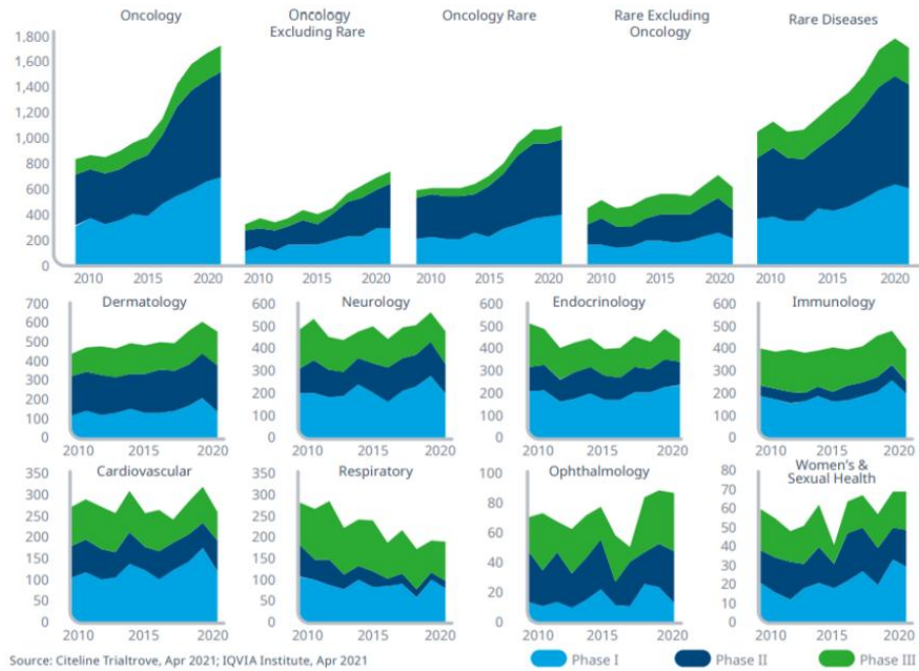 Oncology
Oncology
Excluding Rare
Oncology Rare
Rare Excluding
Oncology
Rare Diseases
1.800
1,600
1,400
1,200
1,000
800
600
400
200
0
2010 2015 2020
2010 2015 2020
2010 2015 2020
2010 2015 2020
2010 2015 2020
Dermatology
700
600
500
400
300
200
100
0
2010 2015 2020
Neurology
600
500
400
300
200
100
0
2010 2015 2020
Endocrinology
600
500
400
300
200
100
0
2010 2015 2020
Immunology
600
500
400
300
200
100
0
2010 2015 2020
Cardiovascular
350
300
250
200
150
100
50
0
2010 2015 2020
Respiratory
350
300
250
200
150
100
50
0
2010 2015 2020
Ophthalmology
100
80
60
40
20
0
2010 2015 2020
Women's &
Sexual Health
80
70
60
50
40
30
20
10
0
2010 2015 2020
Source: Citeline Trialtrove, Apr 2021; IQVIA Institute, Apr 2021
Phase I Phase II Phase III